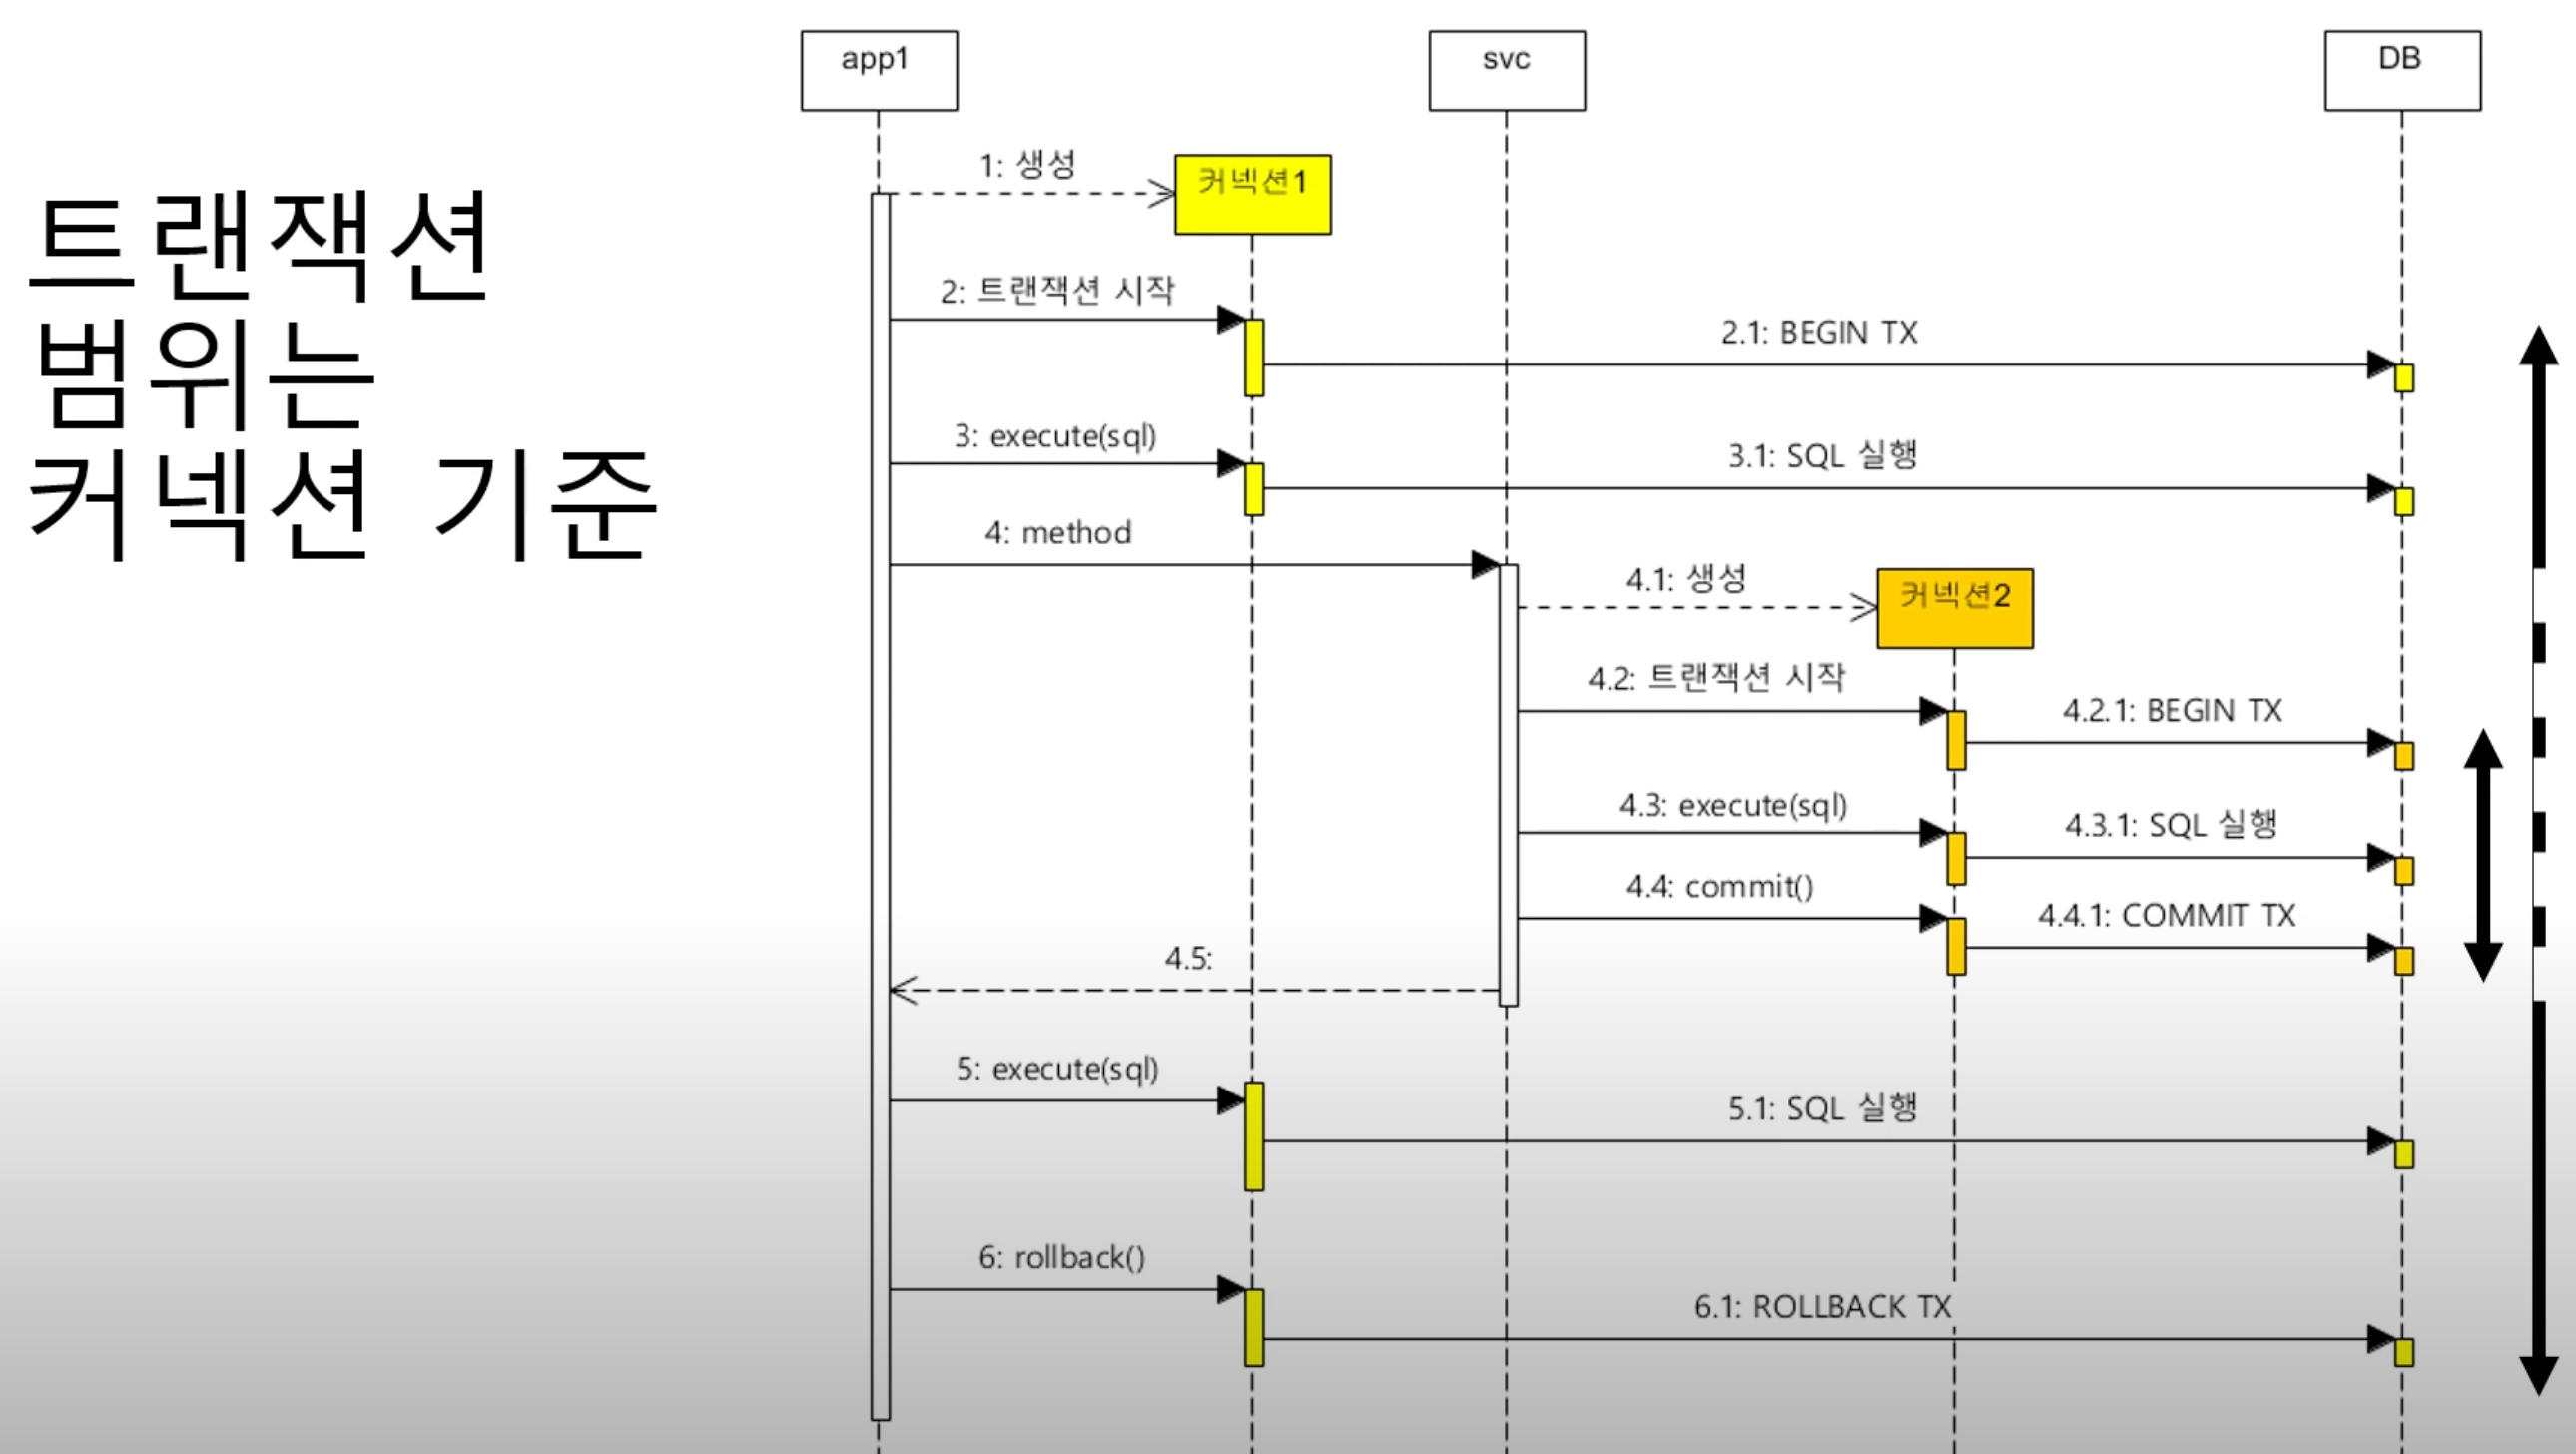 트랜잭션
범위는
커넥션 기준
app1
svc
DB
1: 생성
커넥션1
2: 트랜잭션 시작
2.1: BEGIN TX
3: execute(sql)
3.1: SQL 실행
4: method
4.1: 생성
커넥션2
4.2: 트랜잭션 시작
4.2.1: BEGIN TX
4.3: execute(sql)
4.3.1: SQL 실행
4.4: commit()
4.4.1: COMMIT TX
4.5:
5: execute(sql)
5.1: SQL 실행
6: rollback()
6.1: ROLLBACK TX